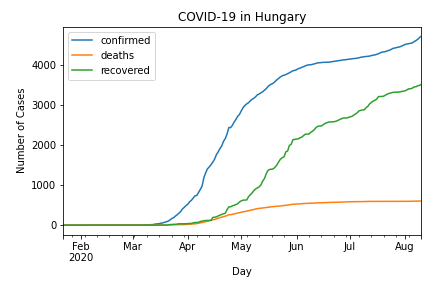 COVID-19 in Hungary
confirmed
deaths
recovered
Number of Cases
4000
3000
2000
1000
0
Feb Mar Apr May Jun Jul Aug
2020
Day